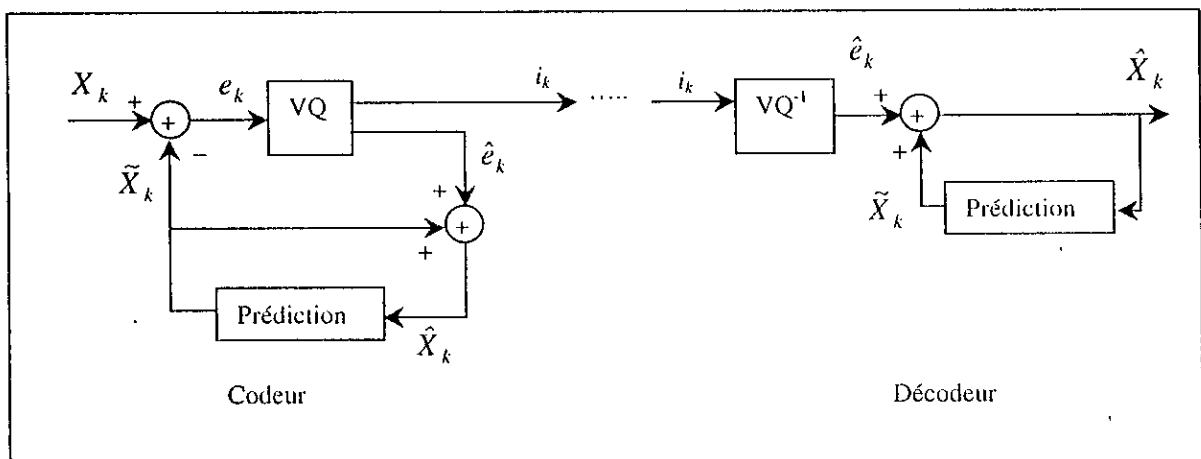 X_k
+
+
−
e_k
VQ
i_k
.....
i_k
VQ⁻¹
ê_k
+
+
+
X̂_k
X̃_k
ê_k
+
+
+
X̃_k
Prédiction
Prédiction
X̂_k
Codeur
Décodeur